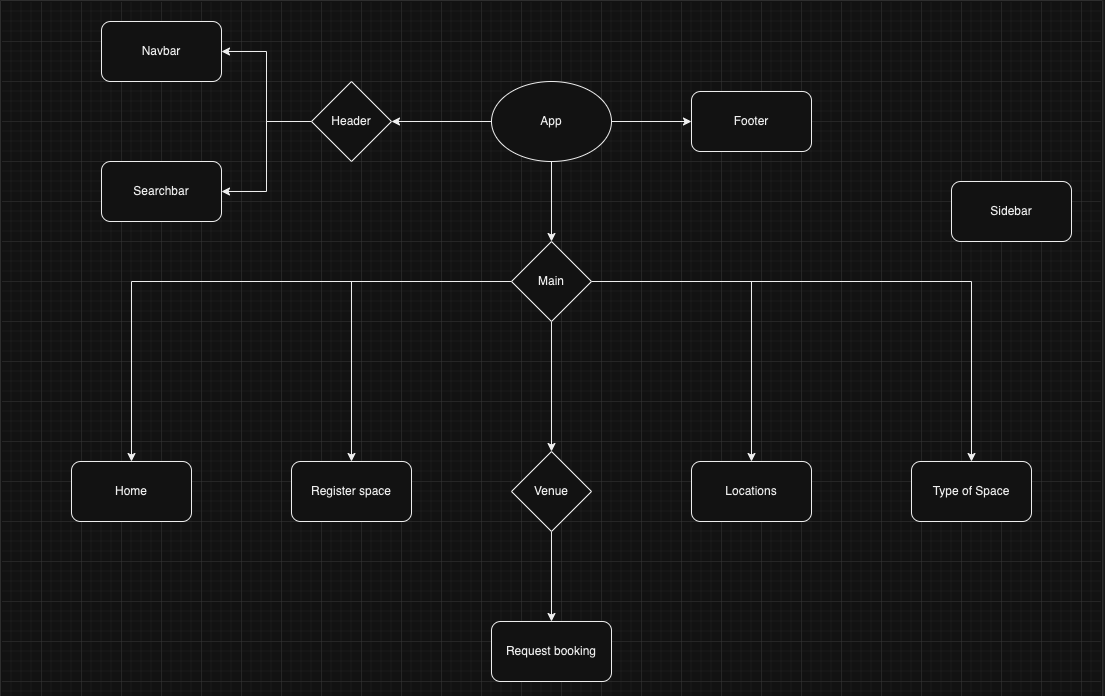 Navbar
Header
App
Footer
Searchbar
Sidebar
Main
Home
Register space
Venue
Locations
Type of Space
Request booking